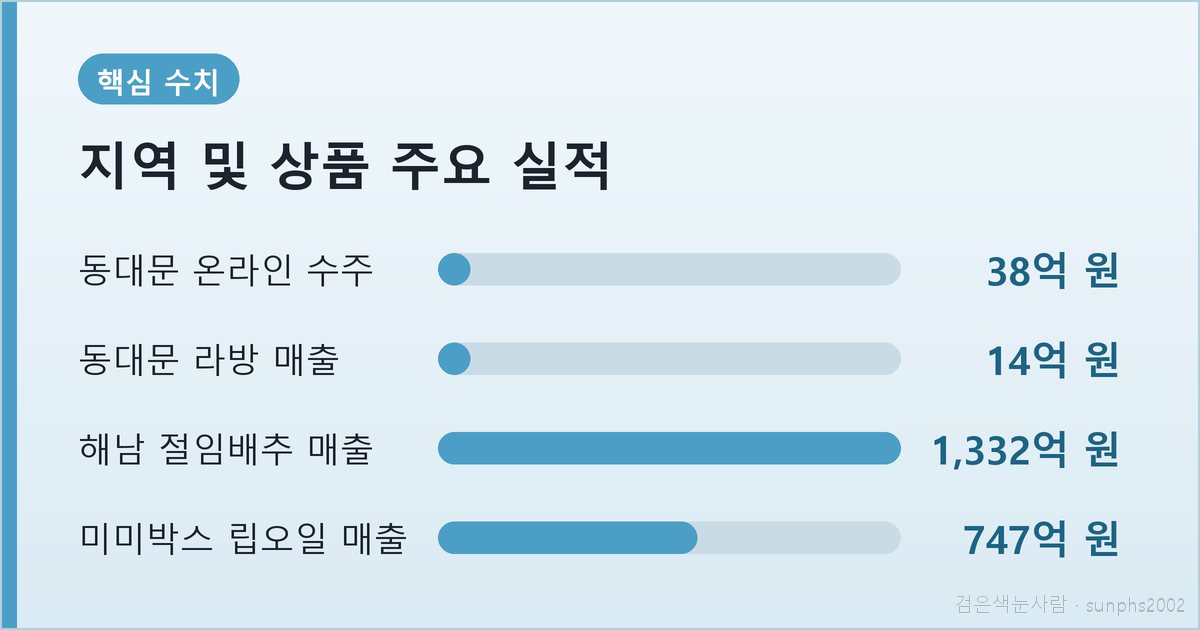 핵심 수치
지역 및 상품 주요 실적
동대문 온라인 수주 38억 원
동대문 라방 매출 14억 원
해남 절임배추 매출 1,332억 원
미미박스 립오일 매출 747억 원
검은색눈사람 · sunphs2002